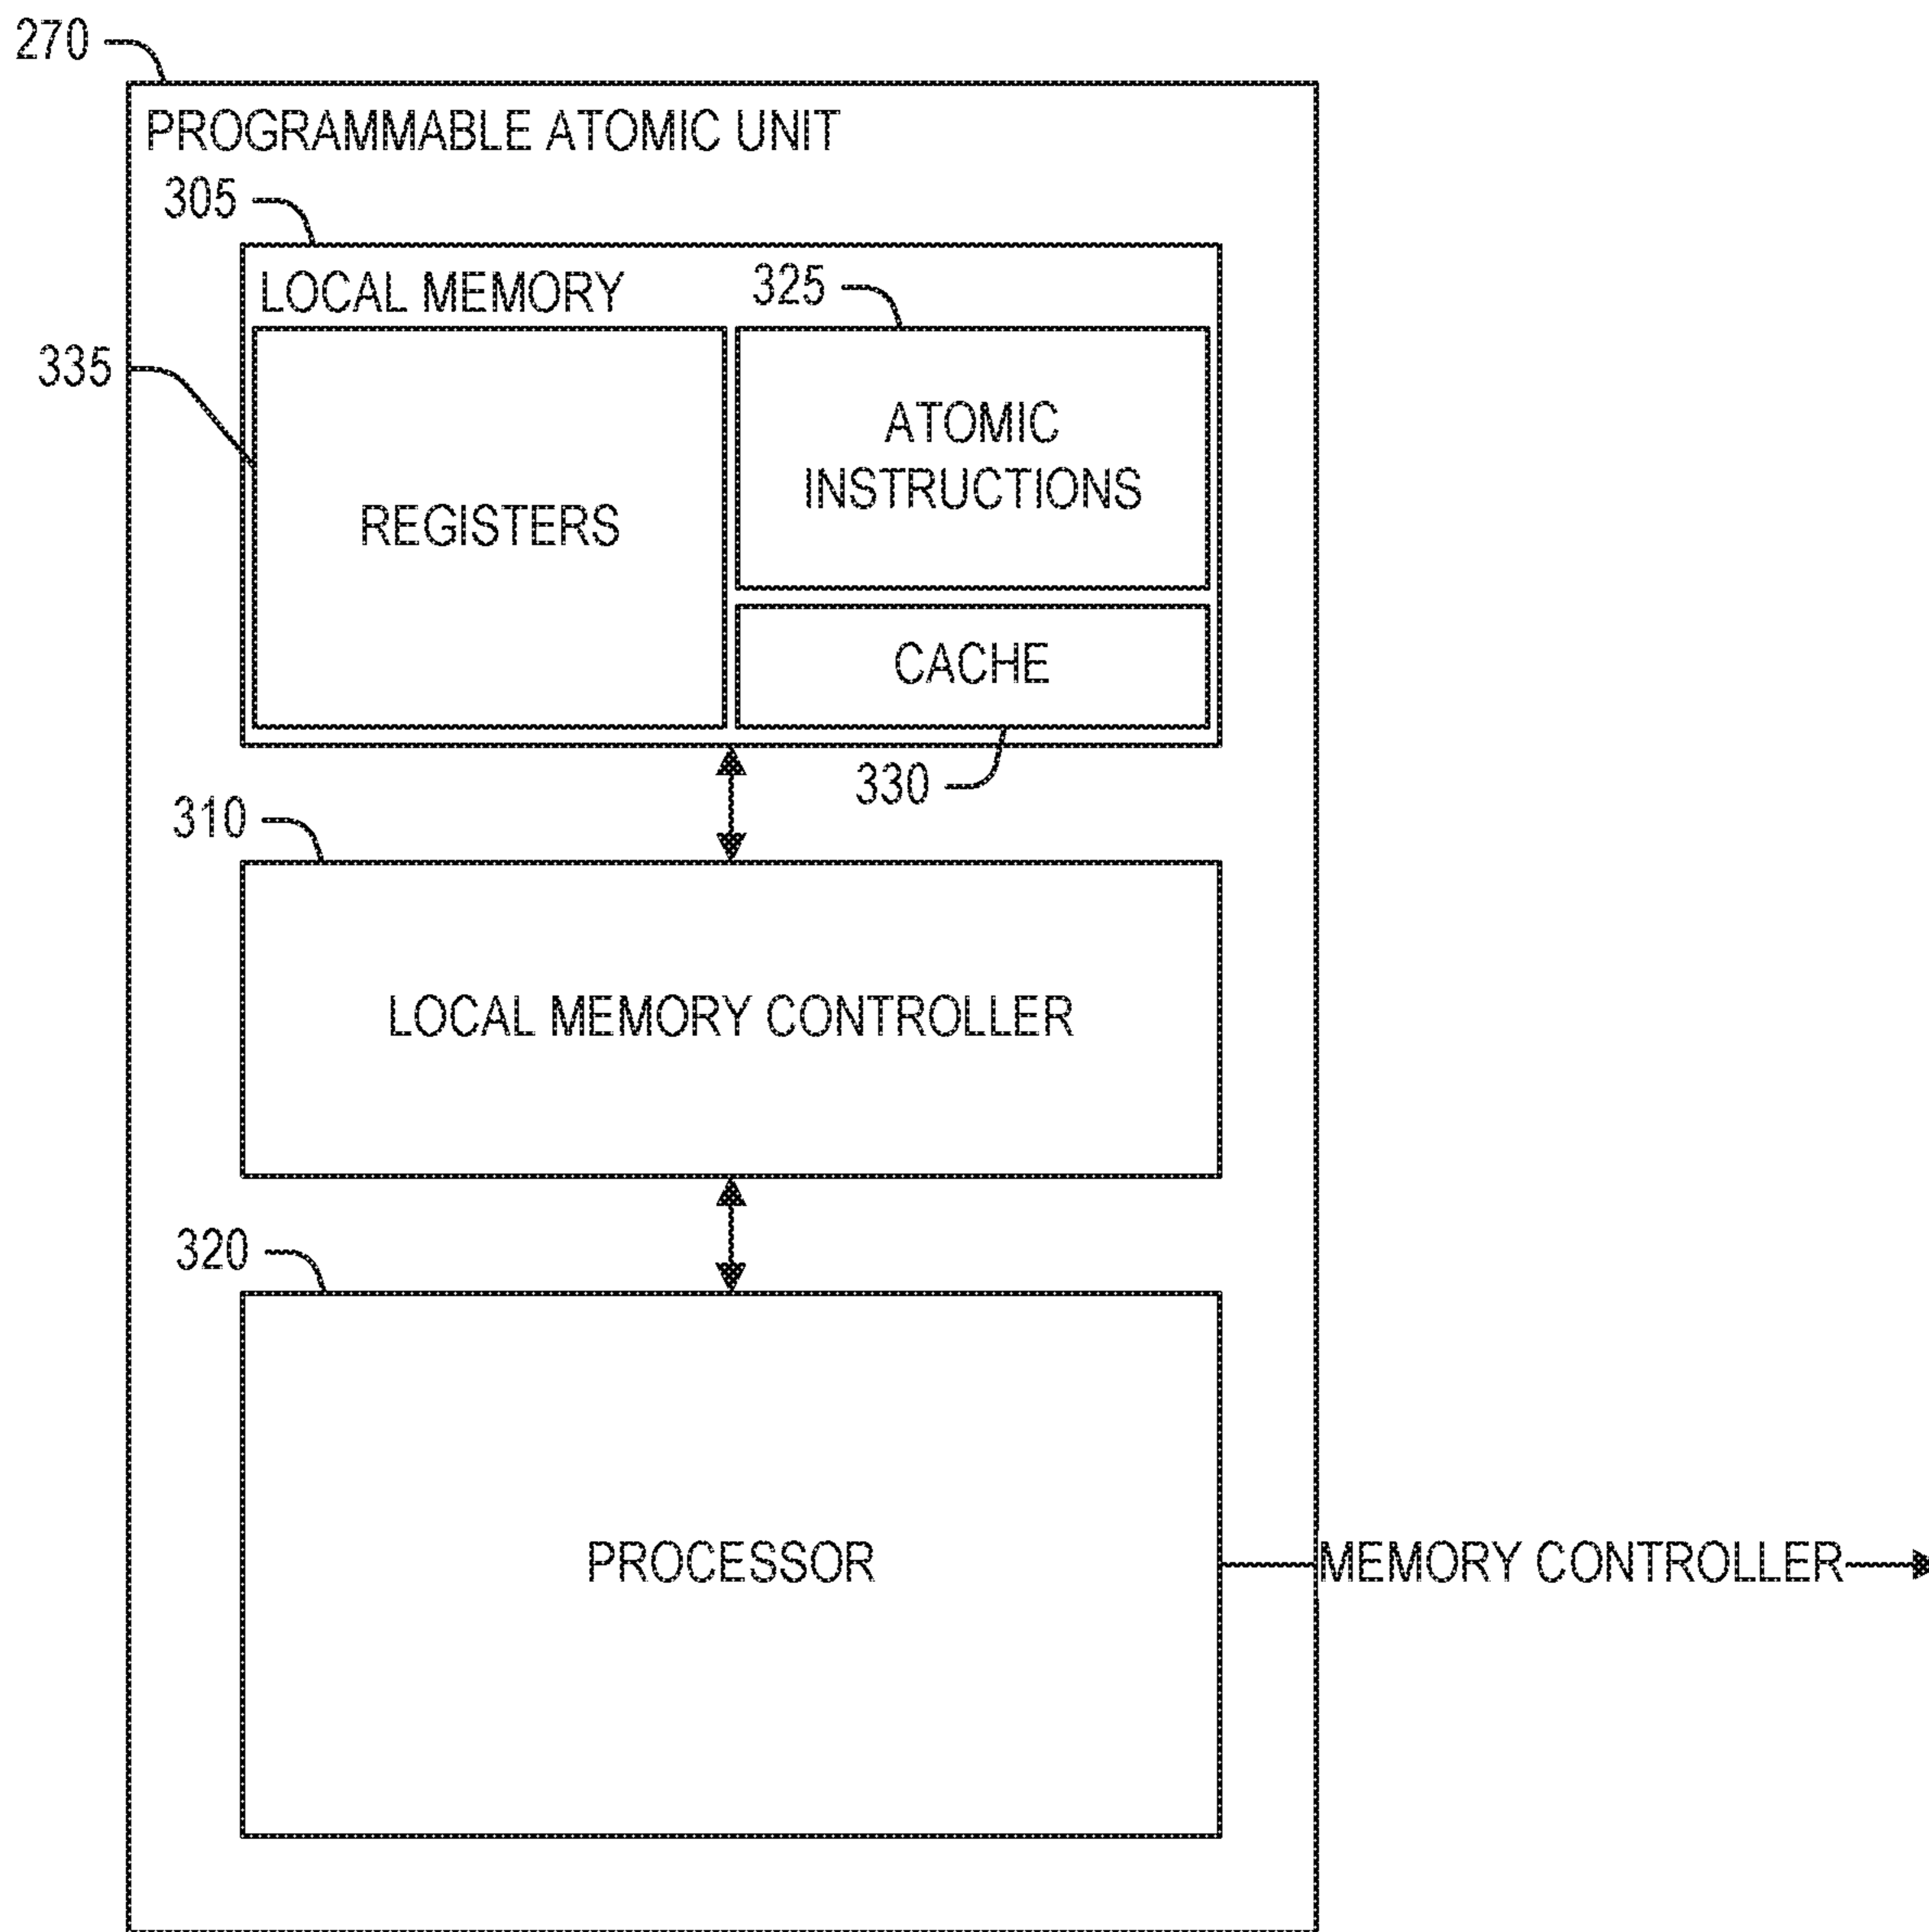 270
PROGRAMMABLE ATOMIC UNIT
305
LOCAL MEMORY
325
335
REGISTERS
ATOMIC
INSTRUCTIONS
CACHE
330
310
LOCAL MEMORY CONTROLLER
320
PROCESSOR
MEMORY CONTROLLER